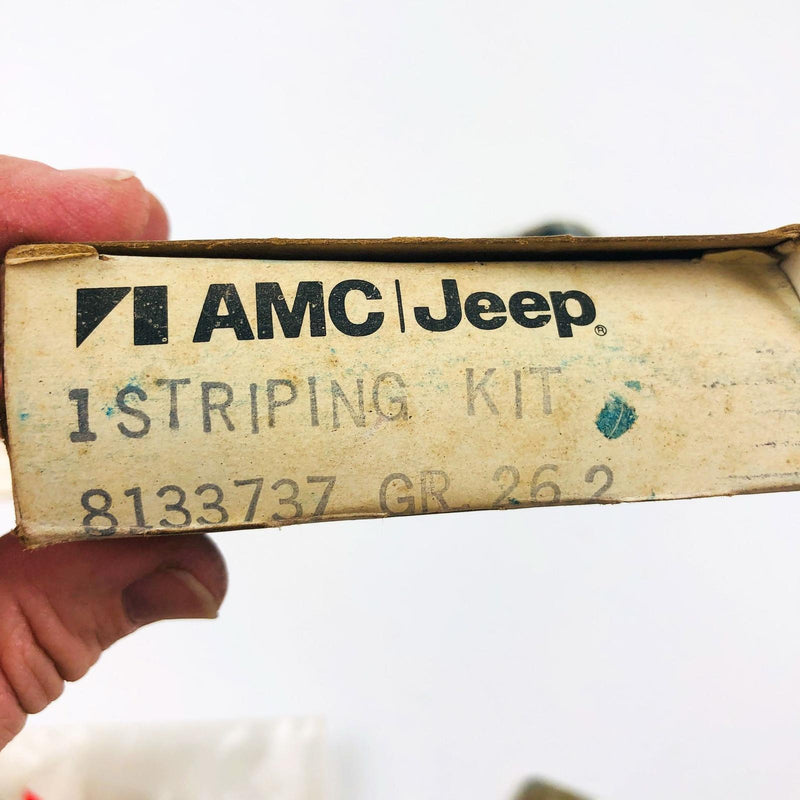 AMC|Jeep®
1 STRIPING KIT
8133737 GR 26.2